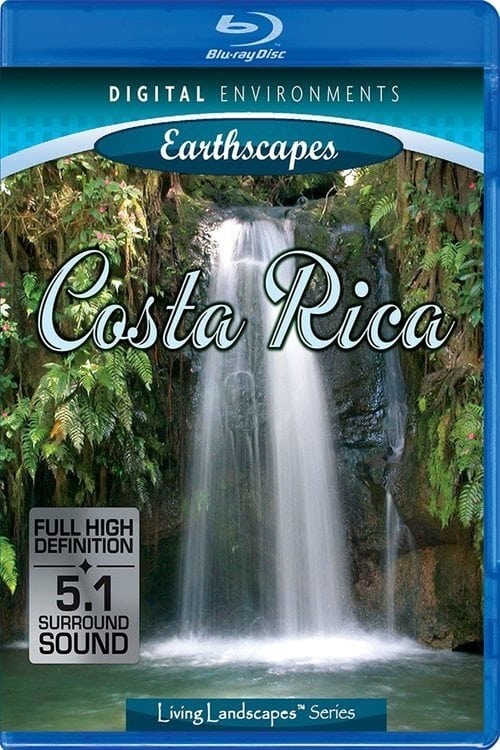 Blu-ray Disc
DIGITAL ENVIRONMENTS
Earthscapes
Costa Rica
FULL HIGH
DEFINITION
5.1
SURROUND
SOUND
Living Landscapes™ Series